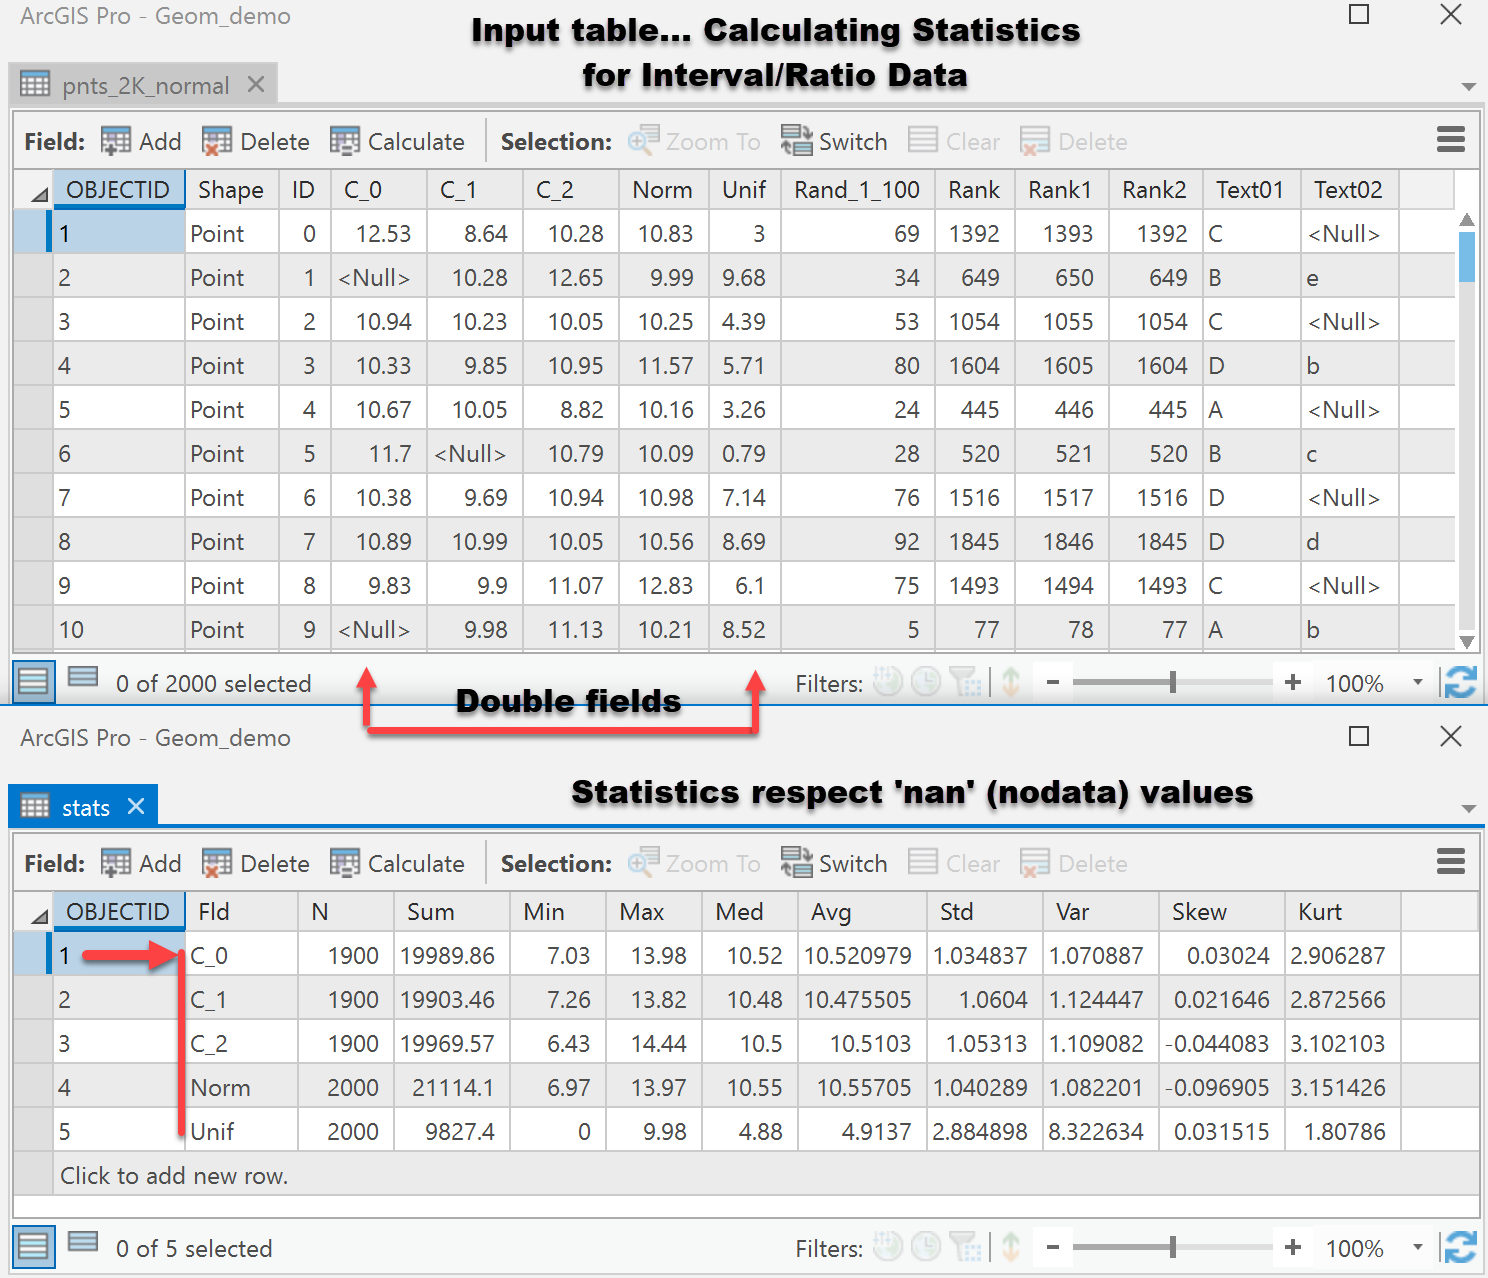 ArcGIS Pro - Geom_demo
Input table... Calculating Statistics
for Interval/Ratio Data
pnts_2K_normal
Field: Add Delete Calculate Selection: Zoom To Switch Clear Delete
OBJECTID Shape ID C_0 C_1 C_2 Norm Unif Rand_1_100 Rank Rank1 Rank2 Text01 Text02
1 Point 0 12.53 8.64 10.28 10.83 3 69 1392 1393 1392 C <Null>
2 Point 1 <Null> 10.28 12.65 9.99 9.68 34 649 650 649 B e
3 Point 2 10.94 10.23 10.05 10.25 4.39 53 1054 1055 1054 C <Null>
4 Point 3 10.33 9.85 10.95 11.57 5.71 80 1604 1605 1604 D b
5 Point 4 10.67 10.05 8.82 10.16 3.26 24 445 446 445 A <Null>
6 Point 5 11.7 <Null> 10.79 10.09 0.79 28 520 521 520 B c
7 Point 6 10.38 9.69 10.94 10.98 7.14 76 1516 1517 1516 D <Null>
8 Point 7 10.89 10.99 10.05 10.56 8.69 92 1845 1846 1845 D d
9 Point 8 9.83 9.9 11.07 12.83 6.1 75 1493 1494 1493 C <Null>
10 Point 9 <Null> 9.98 11.13 10.21 8.52 5 77 78 77 A b
0 of 2000 selected Filters: - + 100%
Double fields
ArcGIS Pro - Geom_demo
Statistics respect 'nan' (nodata) values
stats
Field: Add Delete Calculate Selection: Zoom To Switch Clear Delete
OBJECTID Fld N Sum Min Max Med Avg Std Var Skew Kurt
1 C_0 1900 19989.86 7.03 13.98 10.52 10.520979 1.034837 1.070887 0.03024 2.906287
2 C_1 1900 19903.46 7.26 13.82 10.48 10.475505 1.0604 1.124447 0.021646 2.872566
3 C_2 1900 19969.57 6.43 14.44 10.5 10.5103 1.05313 1.109082 -0.044083 3.102103
4 Norm 2000 21114.1 6.97 13.97 10.55 10.55705 1.040289 1.082201 -0.096905 3.151426
5 Unif 2000 9827.4 0 9.98 4.88 4.9137 2.884898 8.322634 0.031515 1.80786
Click to add new row.
0 of 5 selected Filters: - + 100%